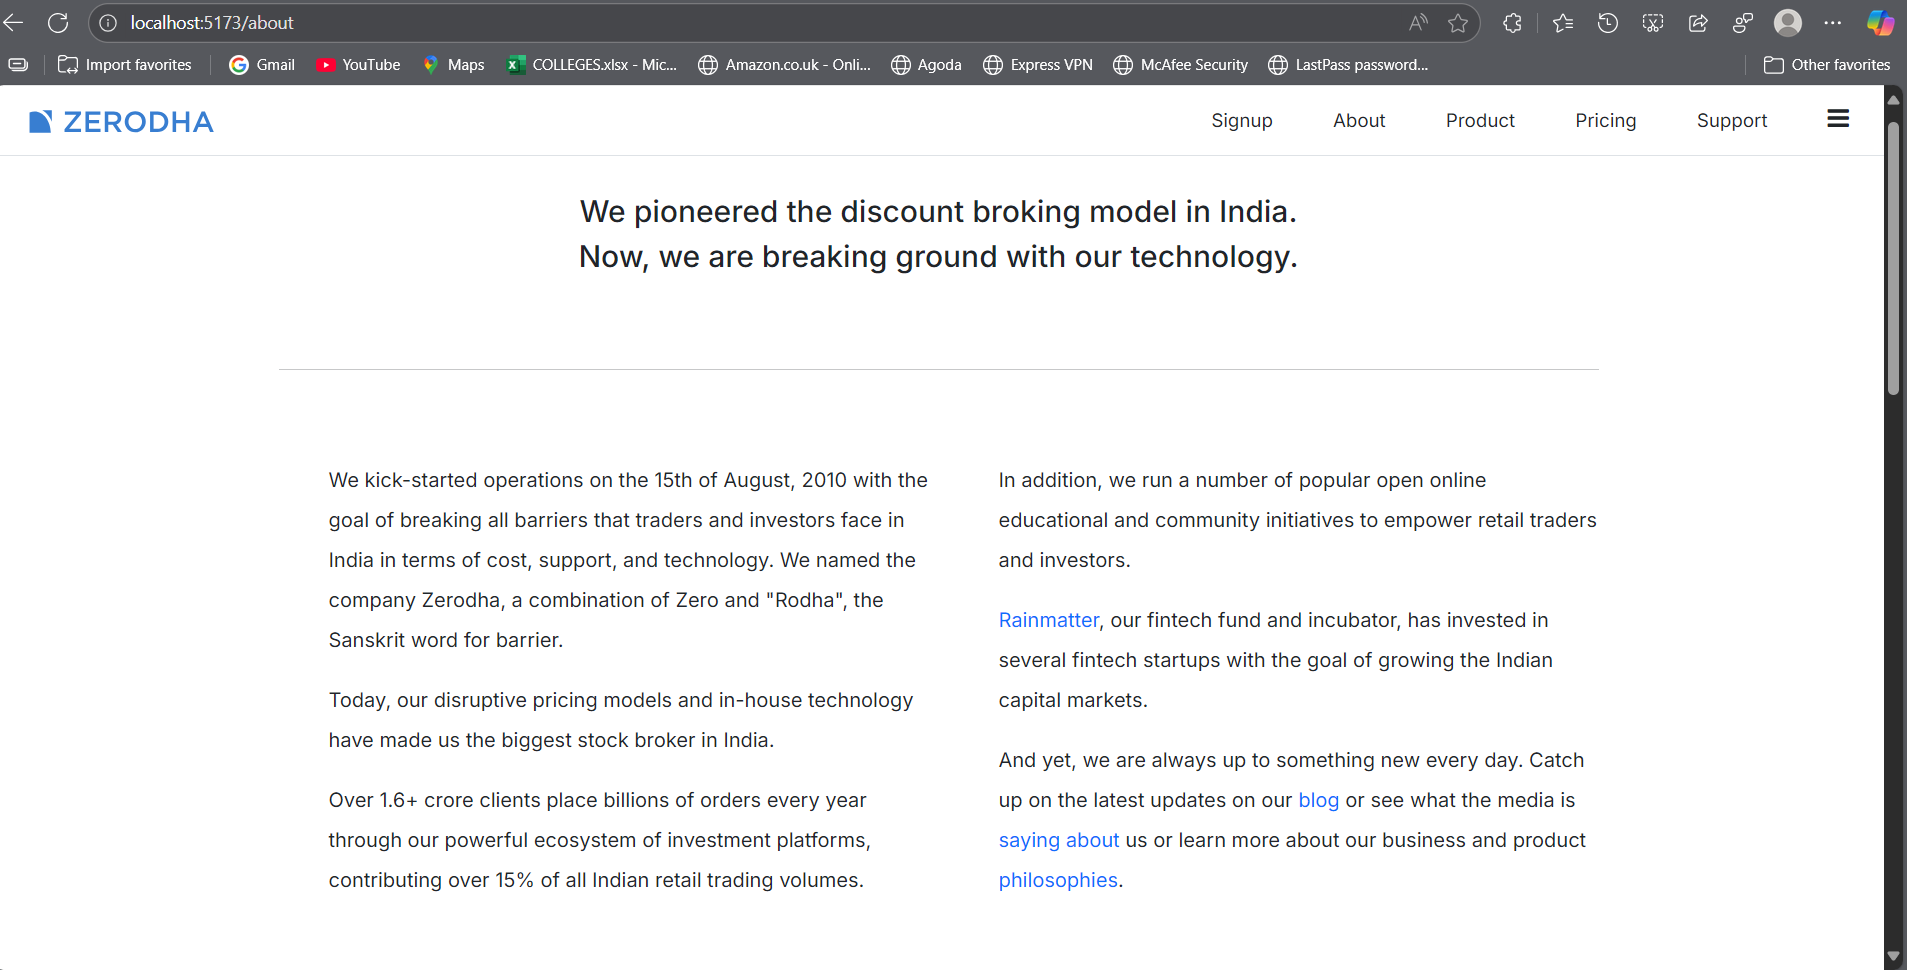 localhost:5173/about
Import favorites
Gmail
YouTube
Maps
COLLEGES.xlsx - Mic...
Amazon.co.uk - Onli...
Agoda
Express VPN
McAfee Security
LastPass password...
Other favorites
ZERODHA
Signup
About
Product
Pricing
Support
We pioneered the discount broking model in India.
Now, we are breaking ground with our technology.
We kick-started operations on the 15th of August, 2010 with the
goal of breaking all barriers that traders and investors face in
India in terms of cost, support, and technology. We named the
company Zerodha, a combination of Zero and "Rodha", the
Sanskrit word for barrier.
Today, our disruptive pricing models and in-house technology
have made us the biggest stock broker in India.
Over 1.6+ crore clients place billions of orders every year
through our powerful ecosystem of investment platforms,
contributing over 15% of all Indian retail trading volumes.
In addition, we run a number of popular open online
educational and community initiatives to empower retail traders
and investors.
Rainmatter, our fintech fund and incubator, has invested in
several fintech startups with the goal of growing the Indian
capital markets.
And yet, we are always up to something new every day. Catch
up on the latest updates on our blog or see what the media is
saying about us or learn more about our business and product
philosophies.